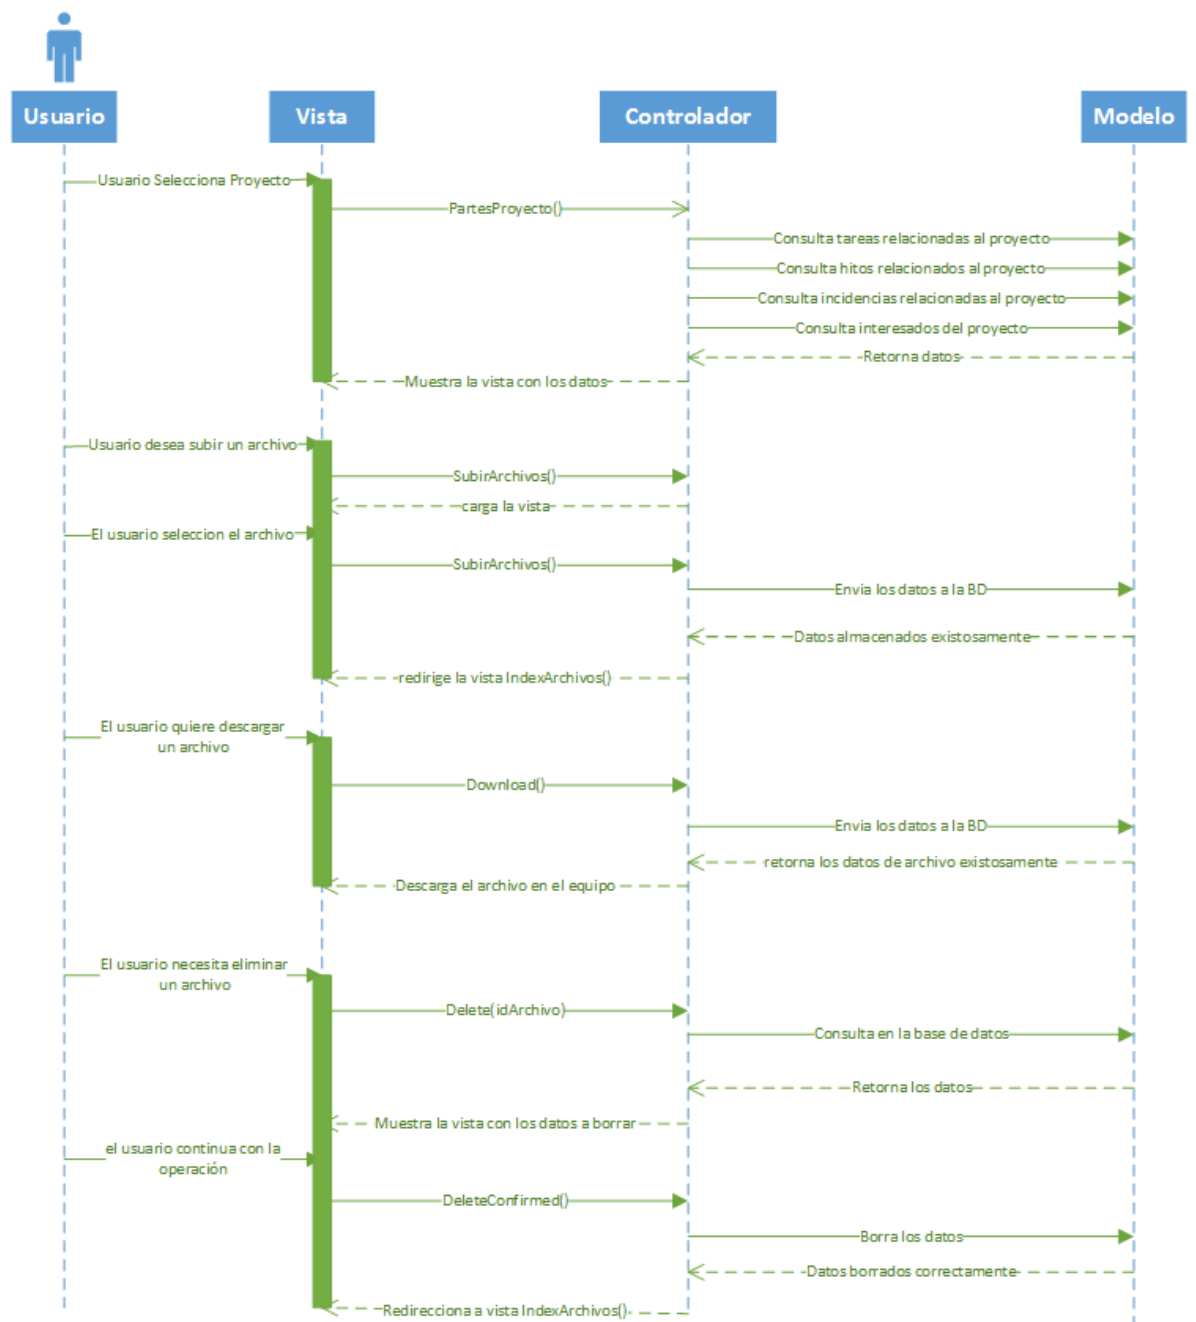 Usuario
Vista
Controlador
Modelo
Usuario Selecciona Proyecto
PartesProyecto()
Consulta tareas relacionadas al proyecto
Consulta hitos relacionados al proyecto
Consulta incidencias relacionadas al proyecto
Consulta interesados del proyecto
Retorna datos
Muestra la vista con los datos
Usuario desea subir un archivo
SubirArchivos()
carga la vista
El usuario seleccion el archivo
SubirArchivos()
Envia los datos a la BD
Datos almacenados existosamente
redirige la vista IndexArchivos()
El usuario quiere descargar
un archivo
Download()
Envia los datos a la BD
retorna los datos de archivo existosamente
Descarga el archivo en el equipo
El usuario necesita eliminar
un archivo
Delete(idArchivo)
Consulta en la base de datos
Retorna los datos
Muestra la vista con los datos a borrar
el usuario continua con la
operación
DeleteConfirmed()
Borra los datos
Datos borrados correctamente
Redirecciona a vista IndexArchivos()